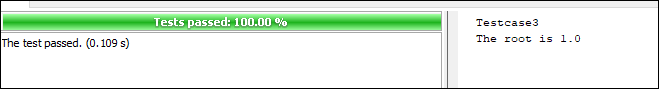 Tests passed: 100.00 %
The test passed. (0.109 s)
Testcase3
The root is 1.0